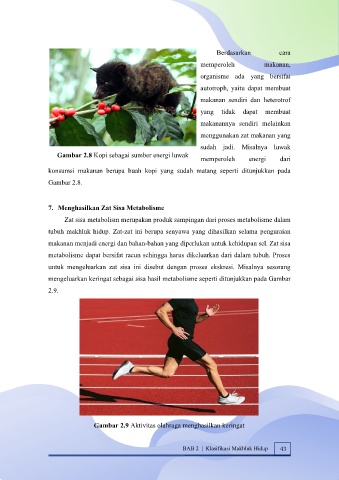 Berdasarkan cara
memperoleh makanan,
organisme ada yang bersifat
autotroph, yaitu dapat membuat
makanan sendiri dan heterotrof
yang tidak dapat membuat
makanannya sendiri melainkan
menggunakan zat makanan yang
sudah jadi. Misalnya luwak
memperoleh energi dari
Gambar 2.8 Kopi sebagai sumber energi luwak
konsumsi makanan berupa buah kopi yang sudah matang seperti ditunjukkan pada
Gambar 2.8.
7. Menghasilkan Zat Sisa Metabolisme
Zat sisa metabolism merupakan produk sampingan dari proses metabolisme dalam
tubuh makhluk hidup. Zat-zat ini berupa senyawa yang dihasilkan selama penguraian
makanan menjadi energi dan bahan-bahan yang diperlukan untuk kehidupan sel. Zat sisa
metabolisme dapat bersifat racun sehingga harus dikeluarkan dari dalam tubuh. Proses
untuk mengeluarkan zat sisa ini disebut dengan proses ekskresi. Misalnya seorang
mengeluarkan keringat sebagai sisa hasil metabolisme seperti ditunjukkan pada Gambar
2.9.
Gambar 2.9 Aktivitas olahraga menghasilkan keringat
BAB 2 | Klasifikasi Makhluk Hidup 43